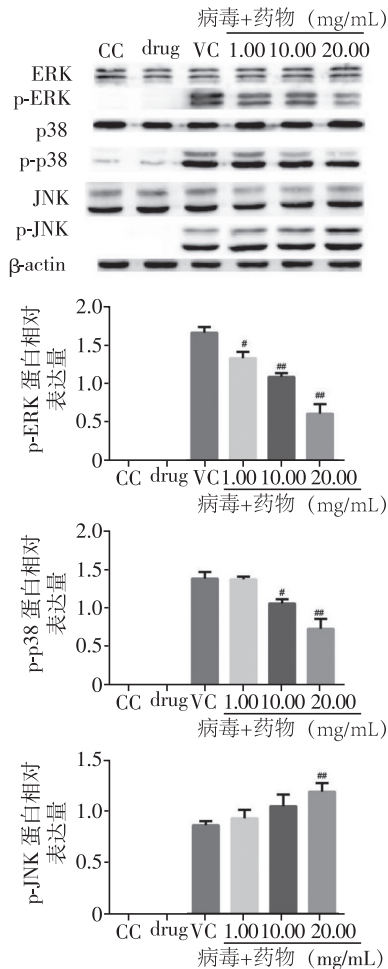 病毒+药物 (mg/mL)
CC drug VC 1.00 10.00 20.00
ERK
p-ERK
p38
p-p38
JNK
p-JNK
β-actin
p-ERK 蛋白相对
表达量
2.0
1.5
1.0
0.5
0
# ## ##
CC drug VC 1.00 10.00 20.00
病毒+药物 (mg/mL)
p-p38 蛋白相对
表达量
2.0
1.5
1.0
0.5
0
# ##
CC drug VC 1.00 10.00 20.00
病毒+药物 (mg/mL)
p-JNK 蛋白相对
表达量
1.5
1.0
0.5
0
##
CC drug VC 1.00 10.00 20.00
病毒+药物 (mg/mL)